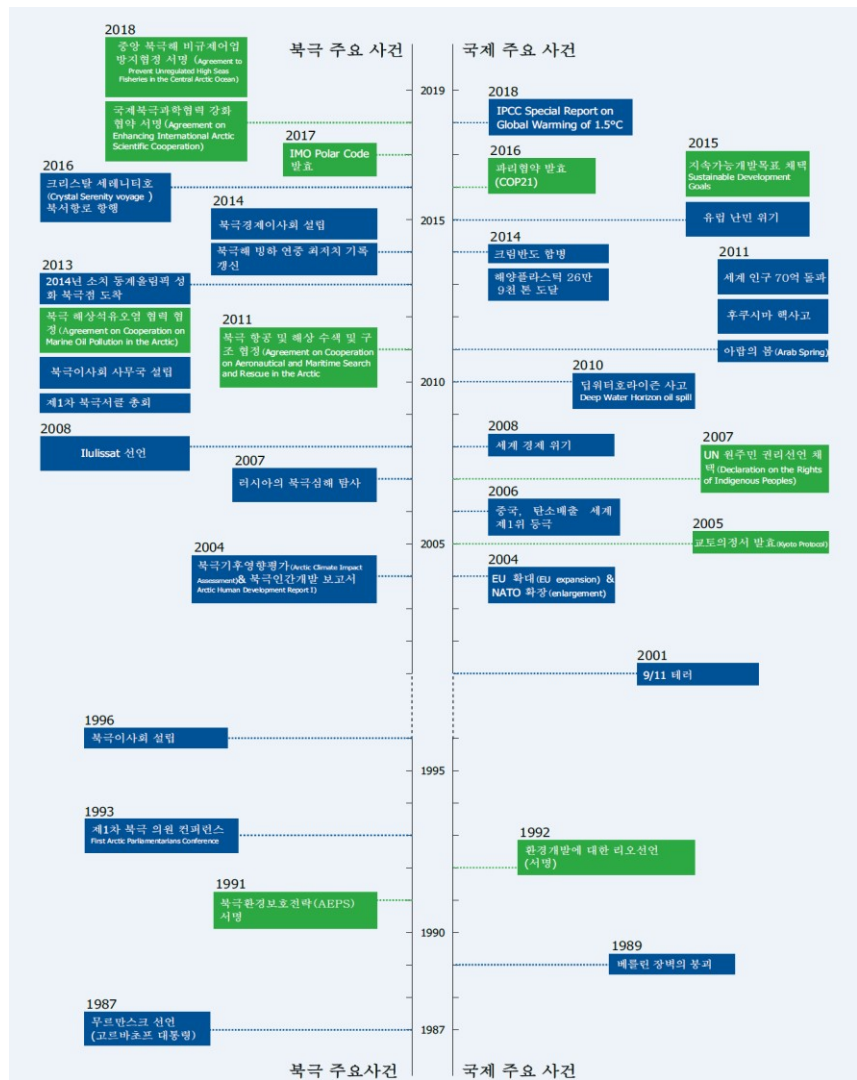 북극 주요 사건
국제 주요 사건
2018
중앙 북극해 비규제어업
방지협정 서명 (Agreement to
Prevent Unregulated High Seas
Fisheries in the Central Arctic Ocean)
국제북극과학협력 강화
협약 서명(Agreement on
Enhancing International Arctic
Scientific Cooperation)
2017
IMO Polar Code
발효
2016
크리스탈 세레니티호
(Crystal Serenity voyage )
북서항로 항행
2014
북극경제이사회 설립
북극해 빙하 연중 최저치 기록
갱신
2013
2014년 소치 동계올림픽 성
화 북극점 도착
북극 해상석유오염 협력 협
정(Agreement on Cooperation on
Marine Oil Pollution in the Arctic)
북극이사회 사무국 설립
제1차 북극서클 총회
2011
북극 항공 및 해상 수색 및 구
조 협정(Agreement on Cooperation
on Aeronautical and Maritime Search
and Rescue in the Arctic
2008
Ilulissat 선언
2007
러시아의 북극심해 탐사
2004
북극기후영향평가(Arctic Climate Impact
Assessment)& 북극인간개발 보고서
Arctic Human Development Report I)
1996
북극이사회 설립
1993
제1차 북극 의원 컨퍼런스
First Arctic Parliamentarians Conference
1991
북극환경보호전략(AEPS)
서명
1987
무르만스크 선언
(고르바초프 대통령)
2019
2015
2010
2005
1995
1990
1987
2018
IPCC Special Report on
Global Warming of 1.5°C
2016
파리협약 발효
(COP21)
2015
지속가능개발목표 채택
Sustainable Development
Goals
유럽 난민 위기
2014
크림반도 합병
해양플라스틱 26만
9천 톤 도달
2011
세계 인구 70억 돌파
후쿠시마 핵사고
아랍의 봄(Arab Spring)
2010
딥워터호라이즌 사고
Deep Water Horizon oil spill
2008
세계 경제 위기
2007
UN 원주민 권리선언 채
택(Declaration on the Rights
of Indigenous Peoples)
2006
중국, 탄소배출 세계
제1위 등극
2005
교토의정서 발효(Kyoto Protocol)
2004
EU 확대(EU expansion) &
NATO 확장(enlargement)
2001
9/11 테러
1992
환경개발에 대한 리오선언
(서명)
1989
베를린 장벽의 붕괴
북극 주요사건
국제 주요 사건